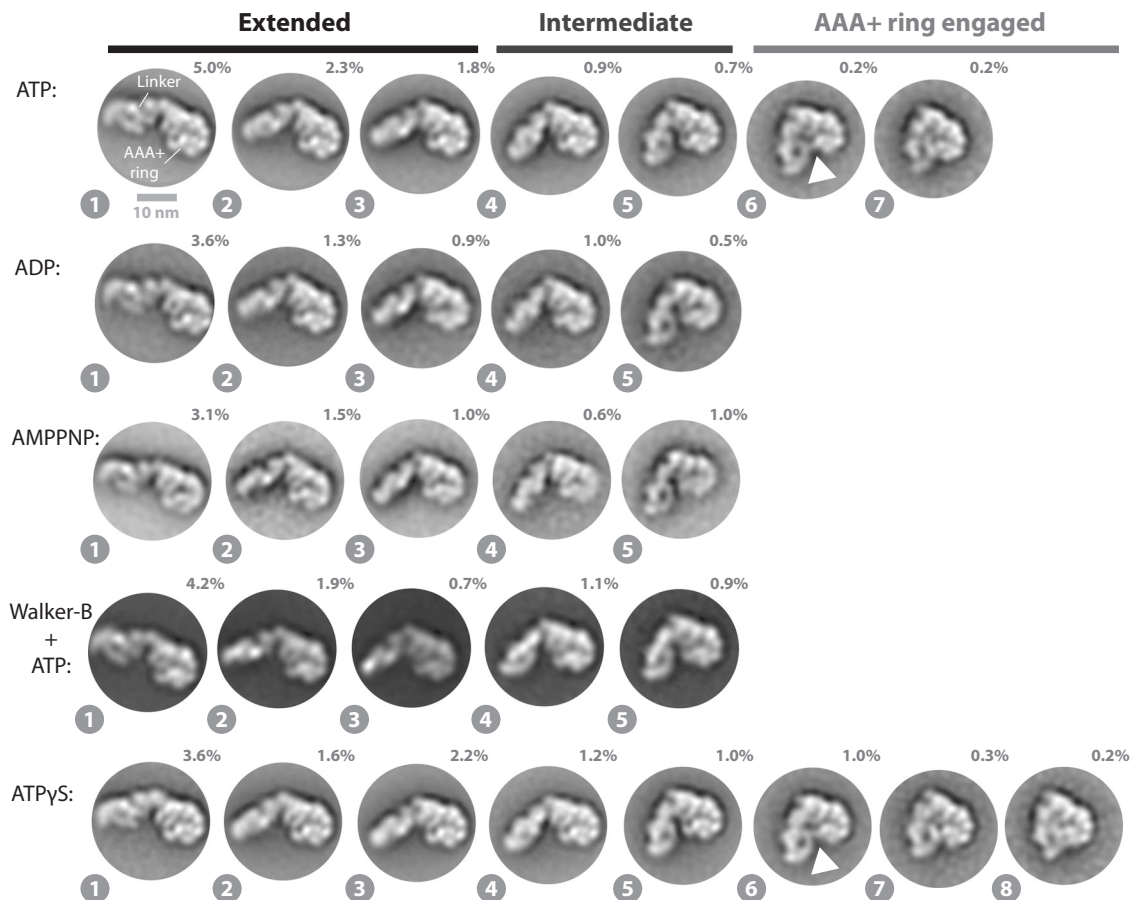 Extended Intermediate AAA+ ring engaged
5.0% 2.3% 1.8% 0.9% 0.7% 0.2% 0.2%
ATP:
Linker
AAA+
ring
10 nm
1 2 3 4 5 6 7
3.6% 1.3% 0.9% 1.0% 0.5%
ADP:
1 2 3 4 5
3.1% 1.5% 1.0% 0.6% 1.0%
AMPPNP:
1 2 3 4 5
4.2% 1.9% 0.7% 1.1% 0.9%
Walker-B
+
ATP:
1 2 3 4 5
3.6% 1.6% 2.2% 1.2% 1.0% 1.0% 0.3% 0.2%
ATPγS:
1 2 3 4 5 6 7 8